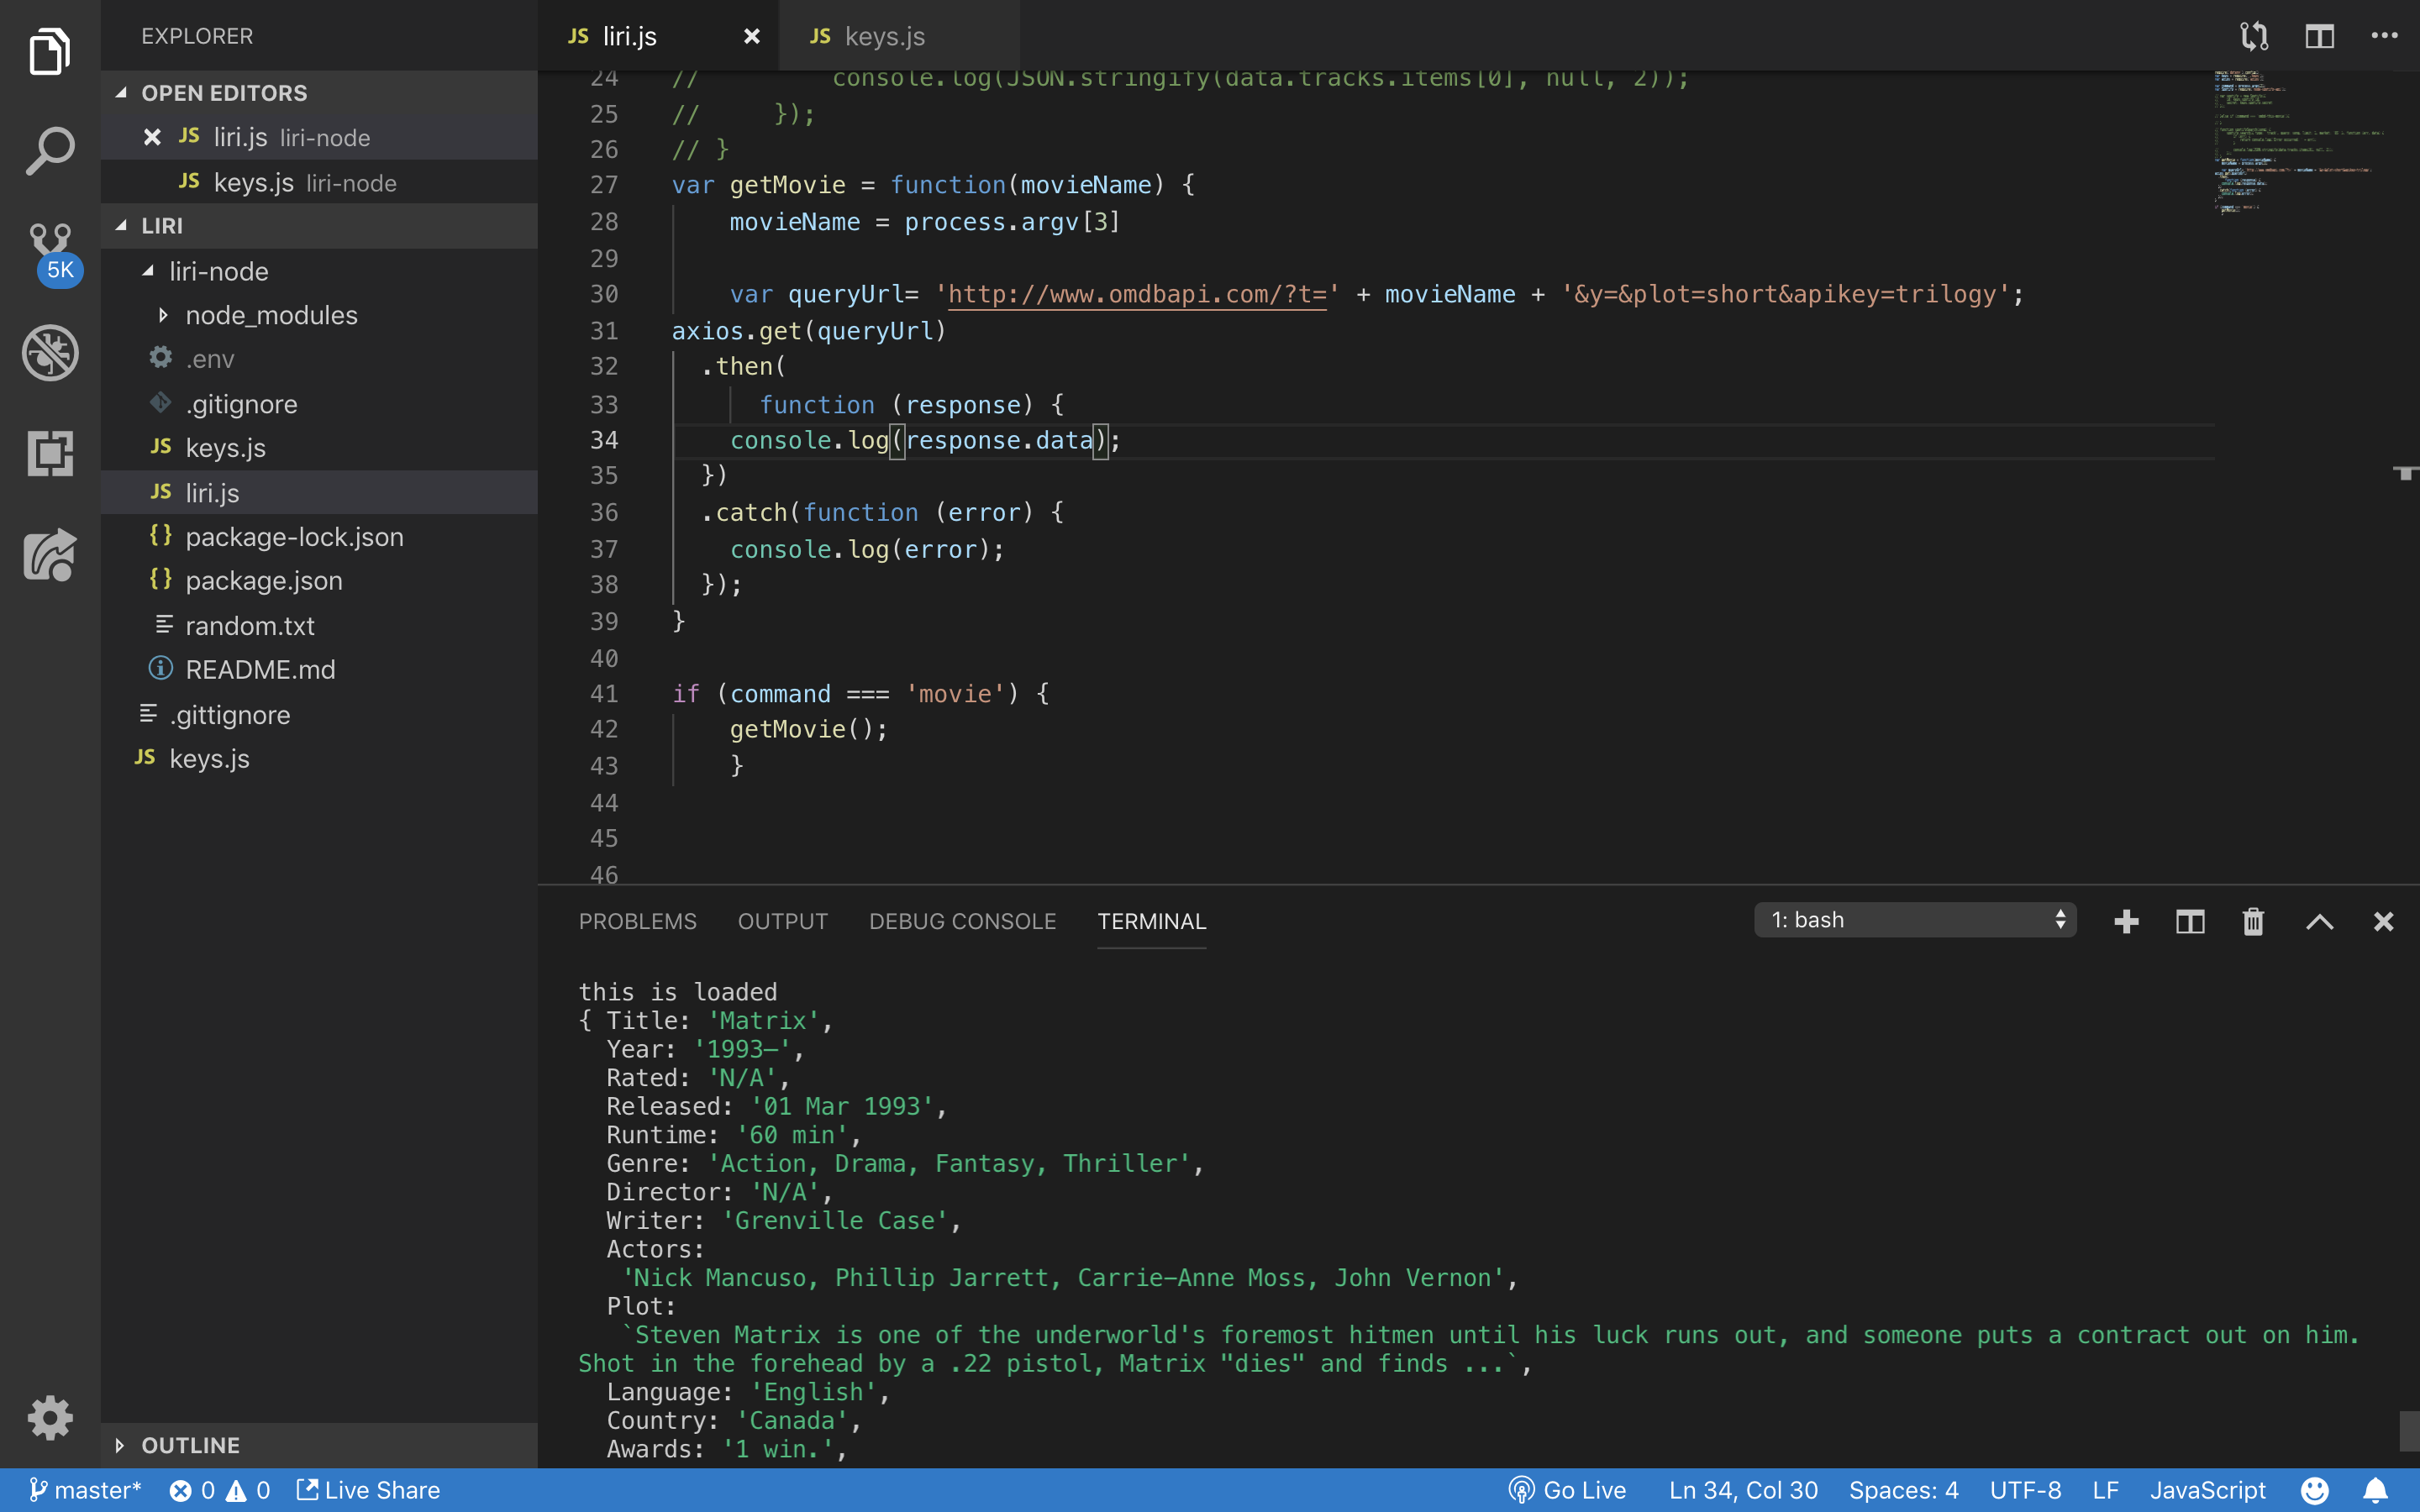 EXPLORER
OPEN EDITORS
JS liri.js liri-node
JS keys.js liri-node
LIRI
liri-node
node_modules
.env
.gitignore
JS keys.js
JS liri.js
{} package-lock.json
{} package.json
random.txt
README.md
.gittignore
JS keys.js
OUTLINE
5K
JS liri.js
JS keys.js
24 //         console.log(JSON.stringify(data.tracks.items[0], null, 2));
25 //     });
26 // }
27 var getMovie = function(movieName) {
28     movieName = process.argv[3]
29
30     var queryUrl= 'http://www.omdbapi.com/?t=' + movieName + '&y=&plot=short&apikey=trilogy';
31 axios.get(queryUrl)
32   .then(
33       function (response) {
34     console.log(response.data);
35   })
36   .catch(function (error) {
37     console.log(error);
38   });
39 }
40
41 if (command === 'movie') {
42     getMovie();
43     }
44
45
46
PROBLEMS OUTPUT DEBUG CONSOLE TERMINAL
1: bash
this is loaded
{ Title: 'Matrix',
  Year: '1993–',
  Rated: 'N/A',
  Released: '01 Mar 1993',
  Runtime: '60 min',
  Genre: 'Action, Drama, Fantasy, Thriller',
  Director: 'N/A',
  Writer: 'Grenville Case',
  Actors:
   'Nick Mancuso, Phillip Jarrett, Carrie-Anne Moss, John Vernon',
  Plot:
   `Steven Matrix is one of the underworld's foremost hitmen until his luck runs out, and someone puts a contract out on him.
Shot in the forehead by a .22 pistol, Matrix "dies" and finds ...`,
  Language: 'English',
  Country: 'Canada',
  Awards: '1 win.',
master* 0 0 Live Share Go Live Ln 34, Col 30 Spaces: 4 UTF-8 LF JavaScript